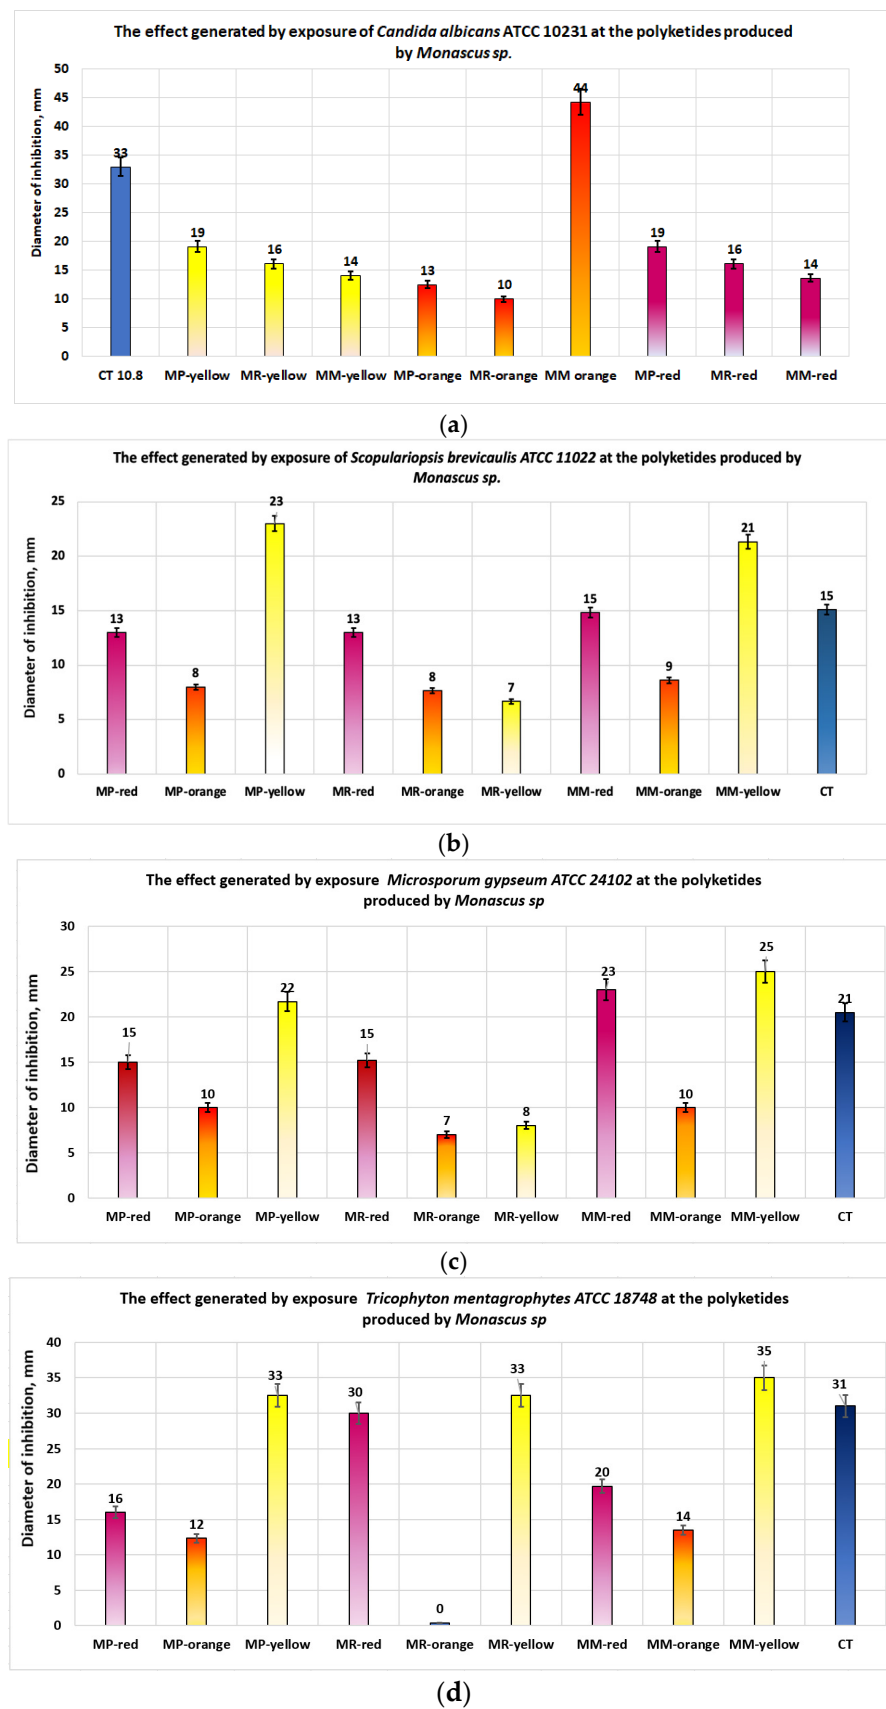 The effect generated by exposure of Candida albicans ATCC 10231 at the polyketides produced
by Monascus sp.
Diameter of inhibition, mm
50
45
40
35
30
25
20
15
10
5
0
33
19
16
14
13
10
44
19
16
14
CT 10.8
MP-yellow
MR-yellow
MM-yellow
MP-orange
MR-orange
MM orange
MP-red
MR-red
MM-red
(a)
The effect generated by exposure of Scopulariopsis brevicaulis ATCC 11022 at the polyketides produced by
Monascus sp.
Diameter of inhibition, mm
25
20
15
10
5
0
13
8
23
13
8
7
15
9
21
15
MP-red
MP-orange
MP-yellow
MR-red
MR-orange
MR-yellow
MM-red
MM-orange
MM-yellow
CT
(b)
The effect generated by exposure Microsporum gypseum ATCC 24102 at the polyketides
produced by Monascus sp
Diameter of inhibition, mm
30
25
20
15
10
5
0
15
10
22
15
7
8
23
10
25
21
MP-red
MP-orange
MP-yellow
MR-red
MR-orange
MR-yellow
MM-red
MM-orange
MM-yellow
CT
(c)
The effect generated by exposure Tricophyton mentagrophytes ATCC 18748 at the polyketides
produced by Monascus sp
Diameter of inhibition, mm
40
35
30
25
20
15
10
5
0
16
12
33
30
0
33
20
14
35
31
MP-red
MP-orange
MP-yellow
MR-red
MR-orange
MR-yellow
MM-red
MM-orange
MM-yellow
CT
(d)